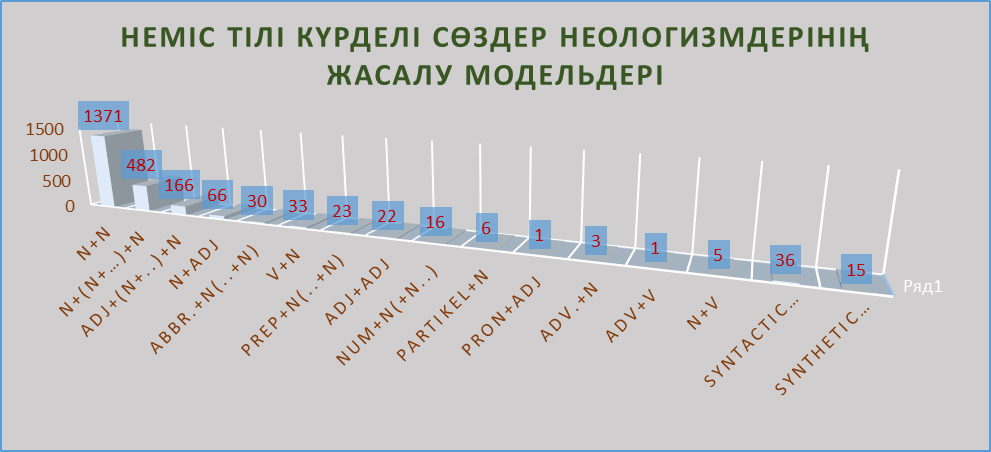 НЕМІС ТІЛІ КҮРДЕЛІ СӨЗДЕР НЕОЛОГИЗМДЕРІНІҢ
ЖАСАЛУ МОДЕЛЬДЕРІ
1500
1000
500
0
1371
482
166
66
30
33
23
22
16
6
1
3
1
5
36
15
N+N
N+(N+…)+N
ADJ+(N+..)+N
N+ADJ
ABBR.+N(..+N)
V+N
PREP+N(..+N)
ADJ+ADJ
NUM+N(+N..)
PARTIKEL+N
PRON+ADJ
ADV.+N
ADV+V
N+V
SYNTACTIC…
SYNTHETIC…
Ряд1